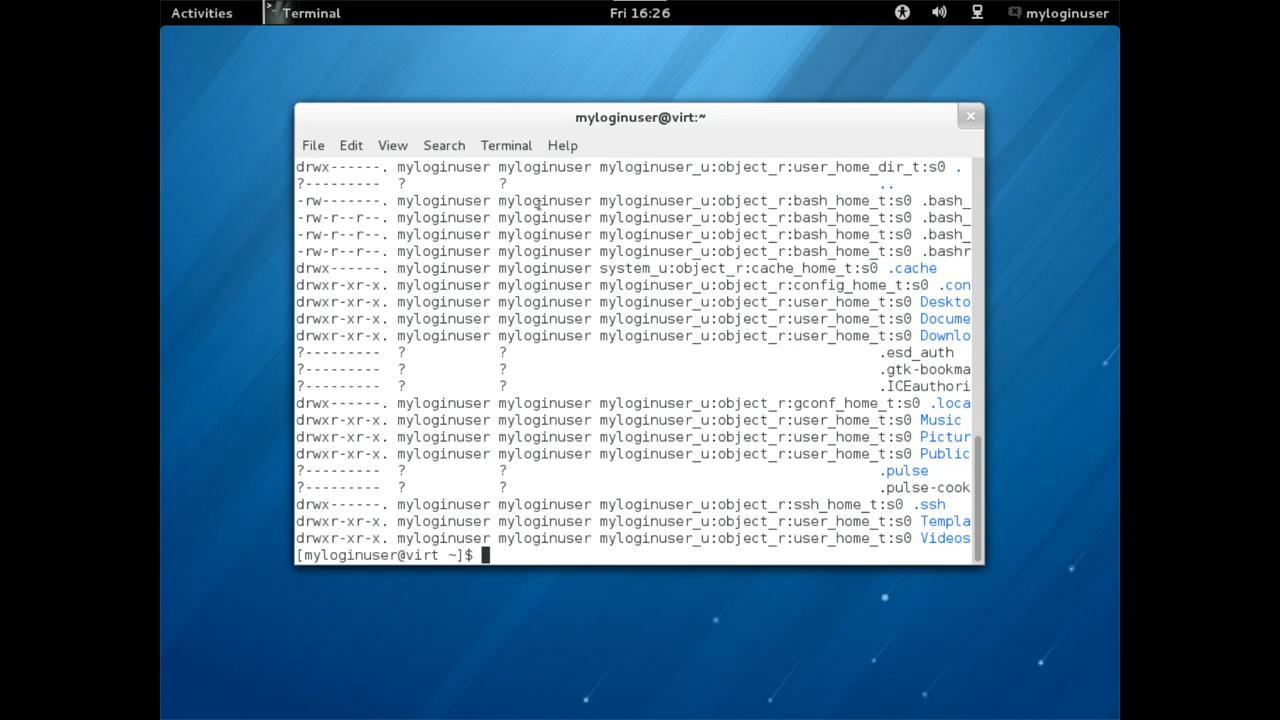 Activities Terminal Fri 16:26 myloginuser
myloginuser@virt:~
File Edit View Search Terminal Help
drwx------. myloginuser myloginuser myloginuser_u:object_r:user_home_dir_t:s0 .
?--------- ? ? ..
-rw-------. myloginuser myloginuser myloginuser_u:object_r:bash_home_t:s0 .bash_
-rw-r--r--. myloginuser myloginuser myloginuser_u:object_r:bash_home_t:s0 .bash_
-rw-r--r--. myloginuser myloginuser myloginuser_u:object_r:bash_home_t:s0 .bash_
-rw-r--r--. myloginuser myloginuser myloginuser_u:object_r:bash_home_t:s0 .bashr
drwx------. myloginuser myloginuser system_u:object_r:cache_home_t:s0 .cache
drwxr-xr-x. myloginuser myloginuser myloginuser_u:object_r:config_home_t:s0 .con
drwxr-xr-x. myloginuser myloginuser myloginuser_u:object_r:user_home_t:s0 Deskto
drwxr-xr-x. myloginuser myloginuser myloginuser_u:object_r:user_home_t:s0 Docume
drwxr-xr-x. myloginuser myloginuser myloginuser_u:object_r:user_home_t:s0 Downlo
?--------- ? ? .esd_auth
?--------- ? ? .gtk-bookma
?--------- ? ? .ICEauthori
drwx------. myloginuser myloginuser myloginuser_u:object_r:gconf_home_t:s0 .loca
drwxr-xr-x. myloginuser myloginuser myloginuser_u:object_r:user_home_t:s0 Music
drwxr-xr-x. myloginuser myloginuser myloginuser_u:object_r:user_home_t:s0 Pictur
drwxr-xr-x. myloginuser myloginuser myloginuser_u:object_r:user_home_t:s0 Public
?--------- ? ? .pulse
?--------- ? ? .pulse-cook
drwx------. myloginuser myloginuser myloginuser_u:object_r:ssh_home_t:s0 .ssh
drwxr-xr-x. myloginuser myloginuser myloginuser_u:object_r:user_home_t:s0 Templa
drwxr-xr-x. myloginuser myloginuser myloginuser_u:object_r:user_home_t:s0 Videos
[myloginuser@virt ~]$